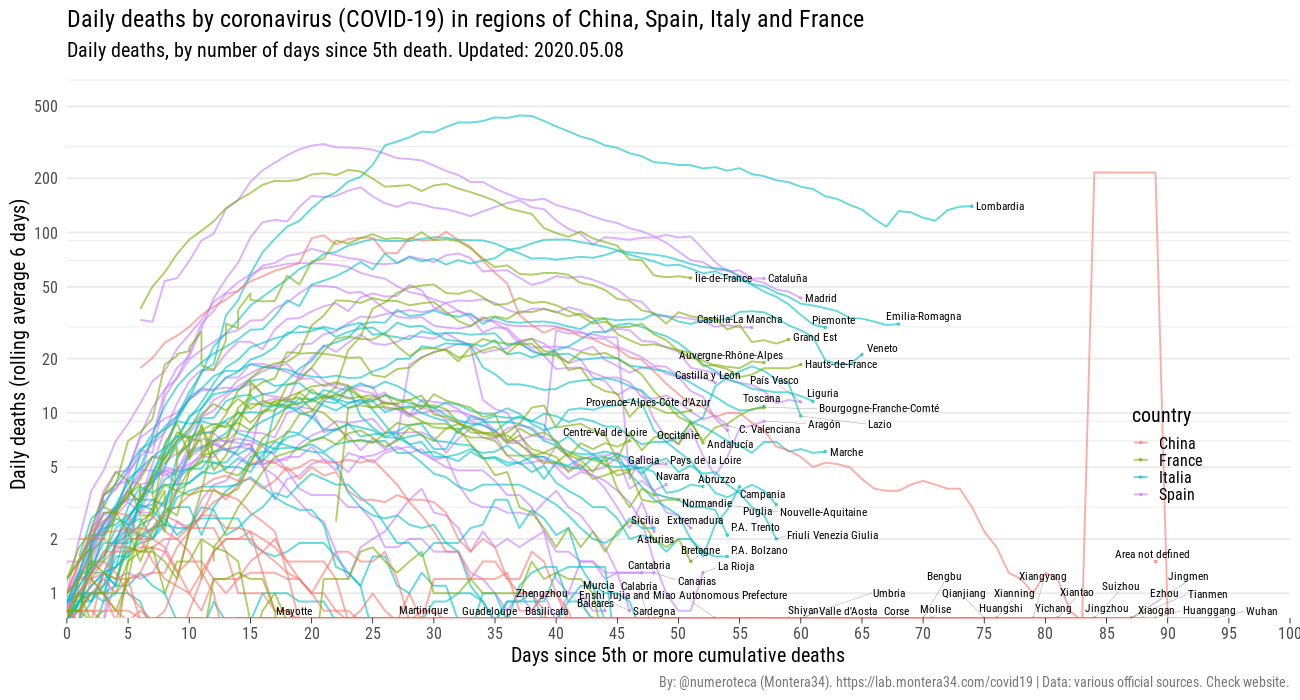 Daily deaths by coronavirus (COVID-19) in regions of China, Spain, Italy and France
Daily deaths, by number of days since 5th death. Updated: 2020.05.08
Daily deaths (rolling average 6 days)
500
200
100
50
20
10
5
2
1
Lombardia
Île-de-France
Cataluña
Madrid
Emilia-Romagna
Castilla-La Mancha
Piemonte
Grand Est
Veneto
Auvergne-Rhône-Alpes
Hauts-de-France
Castilla y León
País Vasco
Liguria
Toscana
Provence-Alpes-Côte d'Azur
Bourgogne-Franche-Comté
Aragón
Lazio
C. Valenciana
Centre-Val de Loire
Occitanie
Andalucía
Marche
Galicia
Pays de la Loire
Navarra
Abruzzo
Campania
Normandie
Puglia
Nouvelle-Aquitaine
Sicilia
Extremadura
P.A. Trento
Friuli Venezia Giulia
Asturias
Bretagne
P.A. Bolzano
La Rioja
Cantabria
Canarias
Murcia
Calabria
Zhengzhou
Enshi Tujia and Miao Autonomous Prefecture
Baleares
Umbria
Bengbu
Qianjiang
Xianning
Xiangyang
Xiantao
Suizhou
Area not defined
Jingmen
Ezhou
Tianmen
Mayotte
Martinique
Guadeloupe
Basilicata
Sardegna
Shiyan
Valle d'Aosta
Corse
Molise
Huangshi
Yichang
Jingzhou
Xiaogan
Huanggang
Wuhan
country
China
France
Italia
Spain
0 5 10 15 20 25 30 35 40 45 50 55 60 65 70 75 80 85 90 95 100
Days since 5th or more cumulative deaths
By: @numeroteca (Montera34). https://lab.montera34.com/covid19 | Data: various official sources. Check website.